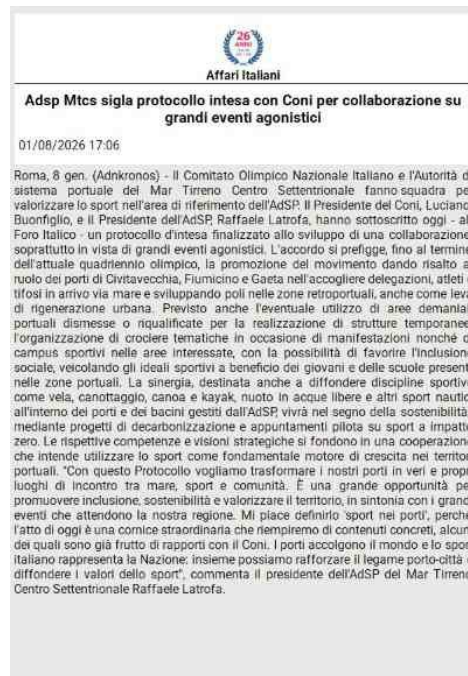 26
ANNI
Affari Italiani
Adsp Mtcs sigla protocollo intesa con Coni per collaborazione su
grandi eventi agonistici
01/08/2026 17:06
Roma, 8 gen. (Adnkronos) - Il Comitato Olimpico Nazionale Italiano e l'Autorità d
sistema portuale del Mar Tirreno Centro Settentrionale fanno squadra pe
valorizzare lo sport nell'area di riferimento dell'AdSP. Il Presidente del Coni, Luciano
Buonfiglio, e il Presidente dell'AdSP, Raffaele Latrofa, hanno sottoscritto oggi - a
Foro Italico - un protocollo d'intesa finalizzato allo sviluppo di una collaborazione
soprattutto in vista di grandi eventi agonistici. L'accordo si prefigge, fino al termine
dell'attuale quadriennio olimpico, la promozione del movimento dando risalto a
ruolo dei porti di Civitavecchia, Fiumicino e Gaeta nell'accogliere delegazioni, atleti
tifosi in arrivo via mare e sviluppando poli nelle zone retroportuali, anche come leva
di rigenerazione urbana. Previsto anche l'eventuale utilizzo di aree demanial
portuali dismesse o riqualificate per la realizzazione di strutture temporanee
l'organizzazione di crociere tematiche in occasione di manifestazioni nonché d
campus sportivi nelle aree interessate, con la possibilità di favorire l'inclusion
sociale, veicolando gli ideali sportivi a beneficio dei giovani e delle scuole present
nelle zone portuali. La sinergia, destinata anche a diffondere discipline sportive
come vela, canottaggio, canoa e kayak, nuoto in acque libere e altri sport nautic
all'interno dei porti e dei bacini gestiti dall'AdSP, vivrà nel segno della sostenibilità
mediante progetti di decarbonizzazione e appuntamenti pilota su sport a impatto
zero. Le rispettive competenze e visioni strategiche si fondono in una cooperazione
che intende utilizzare lo sport come fondamentale motore di crescita nei territor
portuali. "Con questo Protocollo vogliamo trasformare i nostri porti in veri e propr
luoghi di incontro tra mare, sport e comunità. È una grande opportunità pe
promuovere inclusione, sostenibilità e valorizzare il territorio, in sintonia con i grand
eventi che attendono la nostra regione. Mi piace definirlo 'sport nei porti', perché
l'atto di oggi è una cornice straordinaria che riempiremo di contenuti concreti, alcun
dei quali sono già frutto di rapporti con il Coni. I porti accolgono il mondo e lo spor
italiano rappresenta la Nazione: insieme possiamo rafforzare il legame porto-città
diffondere i valori dello sport", commenta il presidente dell'AdSP del Mar Tirreno
Centro Settentrionale Raffaele Latrofa.